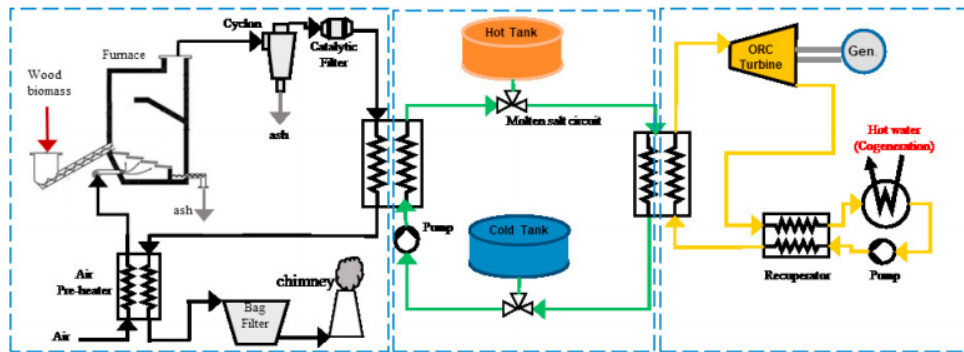 Cyclon
Catalytic
Filter
Furnace
Wood
biomass
ash
ash
Air
Pre-heater
Air
Bag
Filter
chimney
Hot Tank
Molten salt circuit
Pump
Cold Tank
ORC
Turbine
Gen.
Hot water
(Cogeneration)
Recuperator
Pump